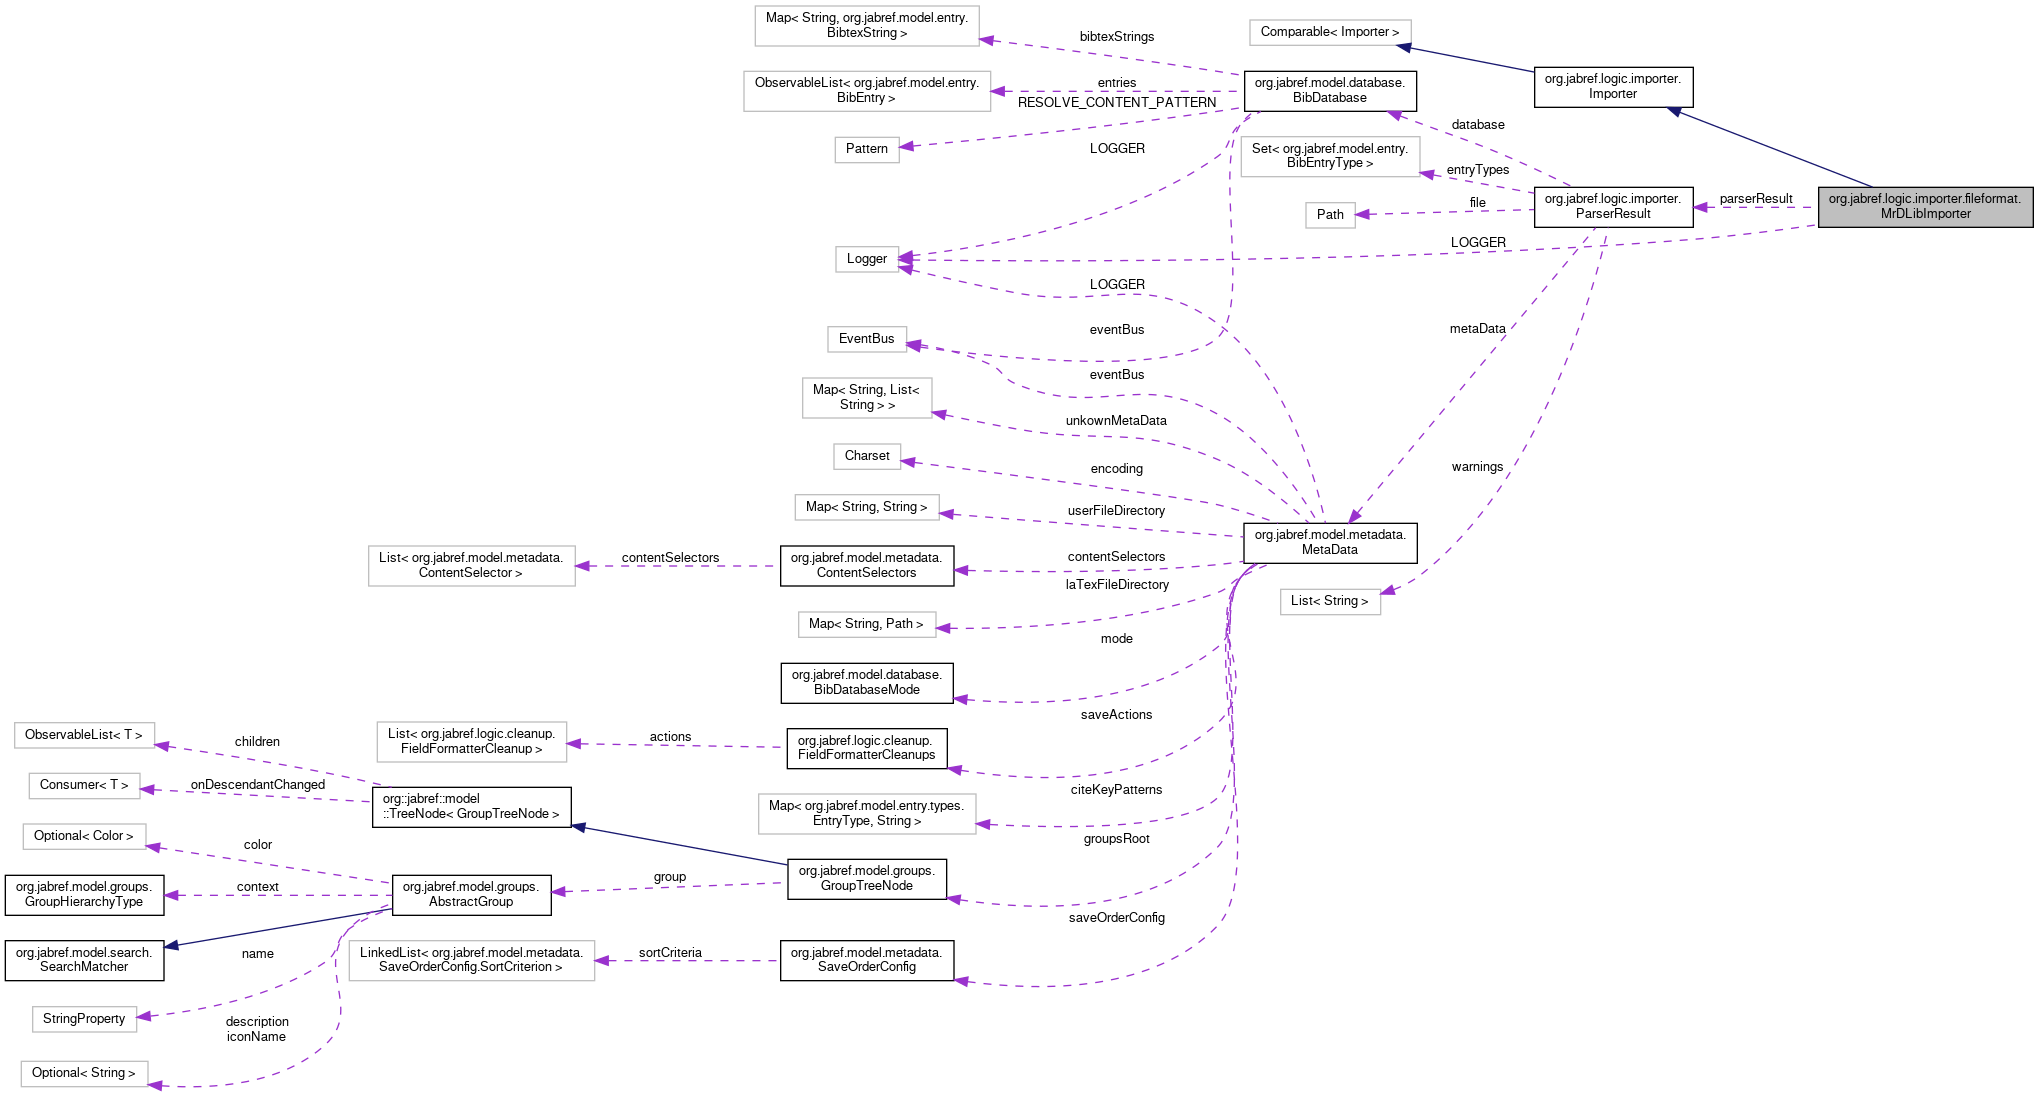 Map< String, org.jabref.model.entry.
BibtexString >
bibtexStrings
Comparable< Importer >
ObservableList< org.jabref.model.entry.
BibEntry >
entries
RESOLVE_CONTENT_PATTERN
org.jabref.model.database.
BibDatabase
org.jabref.logic.importer.
Importer
Pattern
LOGGER
database
Set< org.jabref.model.entry.
BibEntryType >
entryTypes
Path
file
org.jabref.logic.importer.
ParserResult
parserResult
org.jabref.logic.importer.fileformat.
MrDLibImporter
Logger
LOGGER
LOGGER
EventBus
eventBus
metaData
eventBus
Map< String, List<
String > >
unkownMetaData
Charset
encoding
warnings
Map< String, String >
userFileDirectory
org.jabref.model.metadata.
MetaData
List< org.jabref.model.metadata.
ContentSelector >
contentSelectors
org.jabref.model.metadata.
ContentSelectors
contentSelectors
laTexFileDirectory
List< String >
Map< String, Path >
mode
org.jabref.model.database.
BibDatabaseMode
saveActions
ObservableList< T >
children
List< org.jabref.logic.cleanup.
FieldFormatterCleanup >
actions
org.jabref.logic.cleanup.
FieldFormatterCleanups
Consumer< T >
onDescendantChanged
org::jabref::model
::TreeNode< GroupTreeNode >
citeKeyPatterns
Map< org.jabref.model.entry.types.
EntryType, String >
Optional< Color >
color
groupsRoot
org.jabref.model.groups.
GroupHierarchyType
context
org.jabref.model.groups.
AbstractGroup
group
org.jabref.model.groups.
GroupTreeNode
saveOrderConfig
org.jabref.model.search.
SearchMatcher
name
LinkedList< org.jabref.model.metadata.
SaveOrderConfig.SortCriterion >
sortCriteria
org.jabref.model.metadata.
SaveOrderConfig
StringProperty
description
iconName
Optional< String >